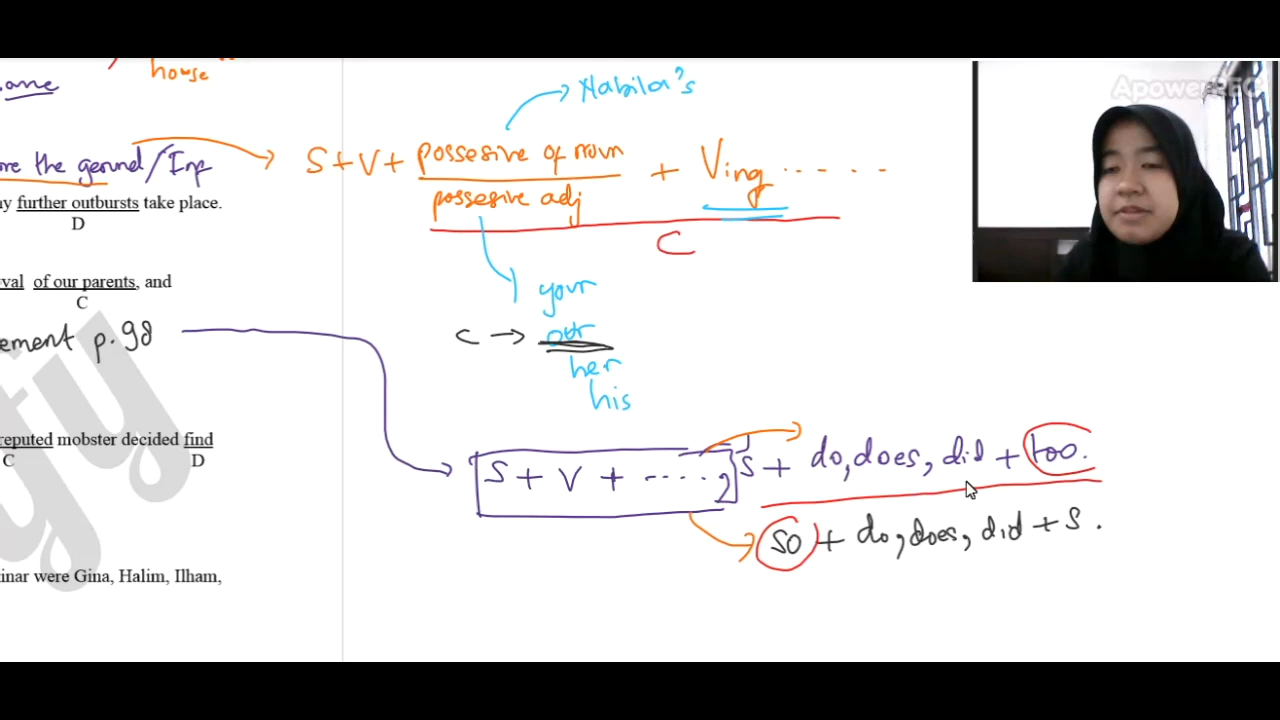 house
ome
Nabila's
ApowerREC
re the gerund/Inf
S+V+ possesive of noun + Ving .....
possesive adj
y further outbursts take place.
D
C
your
val of our parents, and
C
ement p.98
C → our
her
his
reputed mobster decided find
C D
S + V + ...., S + do, does, did + too.
so + do, does, did + S.
inar were Gina, Halim, Ilham,